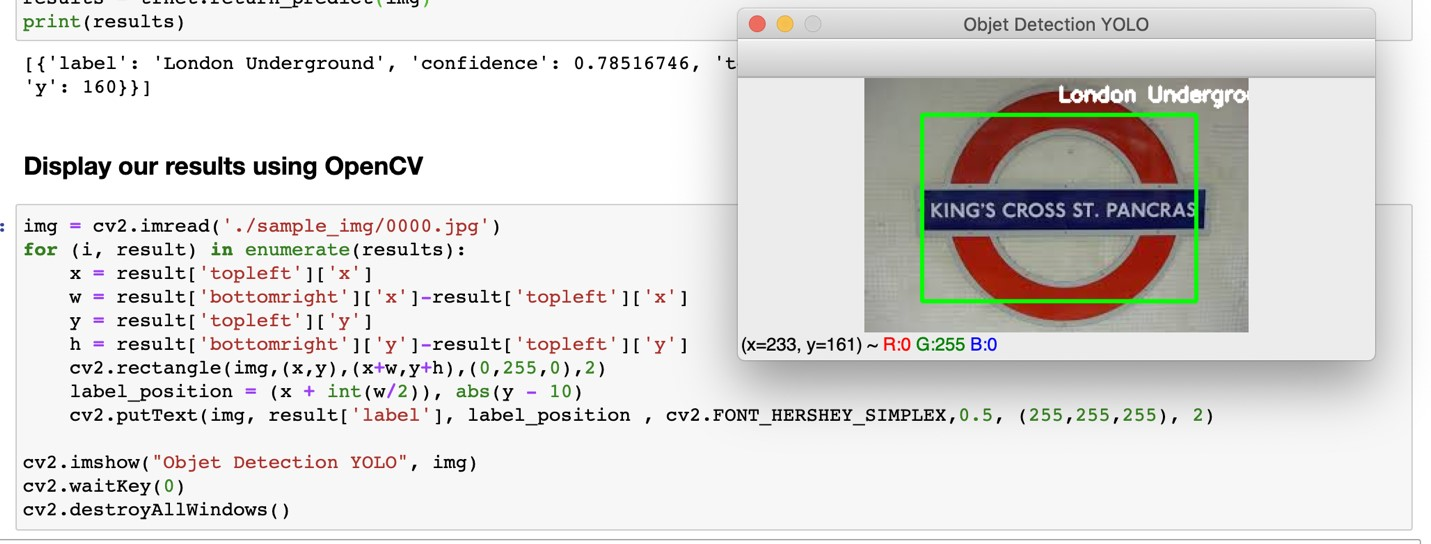 results = tfnet.return_predict(img)
print(results)
[{'label': 'London Underground', 'confidence': 0.78516746, 't
'y': 160}}]
Display our results using OpenCV
: img = cv2.imread('./sample_img/0000.jpg')
for (i, result) in enumerate(results):
x = result['topleft']['x']
w = result['bottomright']['x']-result['topleft']['x']
y = result['topleft']['y']
h = result['bottomright']['y']-result['topleft']['y']
cv2.rectangle(img,(x,y),(x+w,y+h),(0,255,0),2)
label_position = (x + int(w/2)), abs(y - 10)
cv2.putText(img, result['label'], label_position , cv2.FONT_HERSHEY_SIMPLEX,0.5, (255,255,255), 2)
cv2.imshow("Objet Detection YOLO", img)
cv2.waitKey(0)
cv2.destroyAllWindows()
Objet Detection YOLO
London Undergro
KING'S CROSS ST. PANCRAS
(x=233, y=161) ~ R:0 G:255 B:0